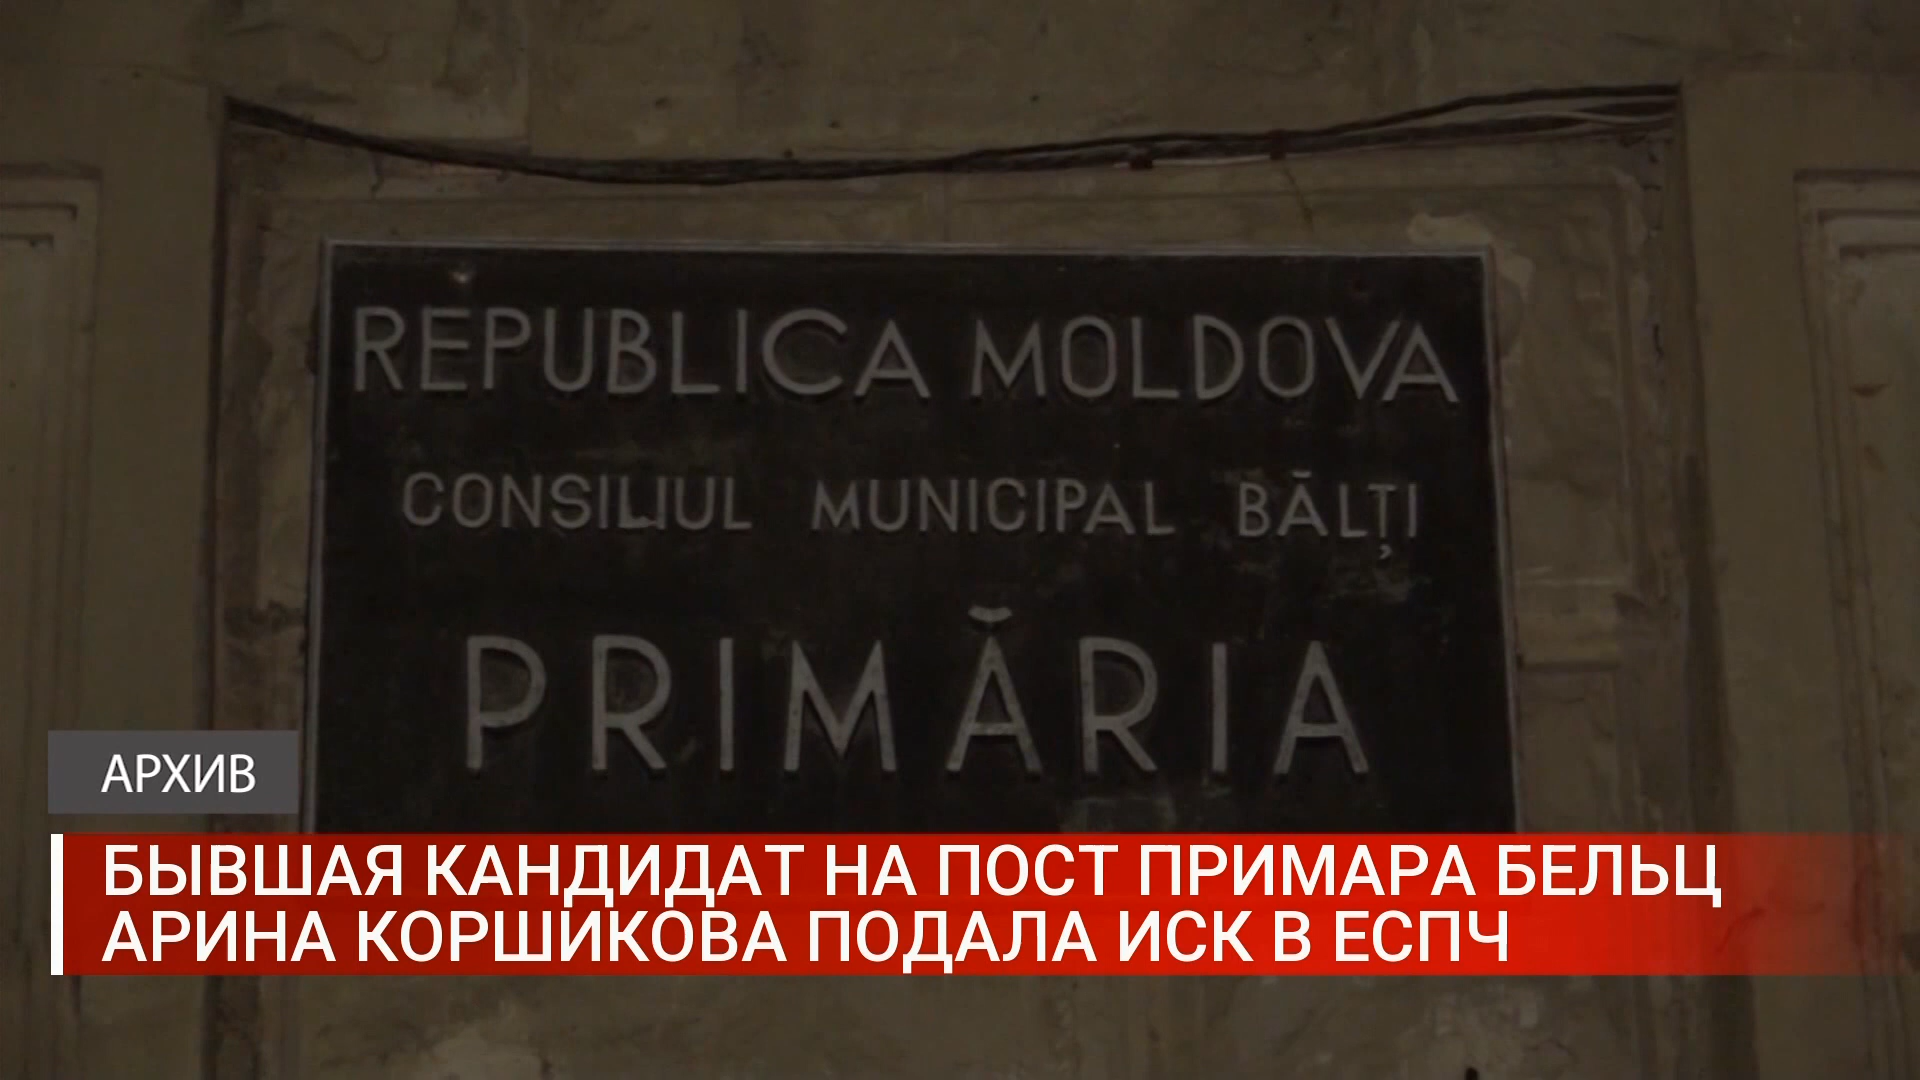 REPUBLICA MOLDOVA
CONSILIUL MUNICIPAL BĂLȚI
PRIMĂRIA
АРХИВ
БЫВШАЯ КАНДИДАТ НА ПОСТ ПРИМАРА БЕЛЬЦ
АРИНА КОРШИКОВА ПОДАЛА ИСК В ЕСПЧ